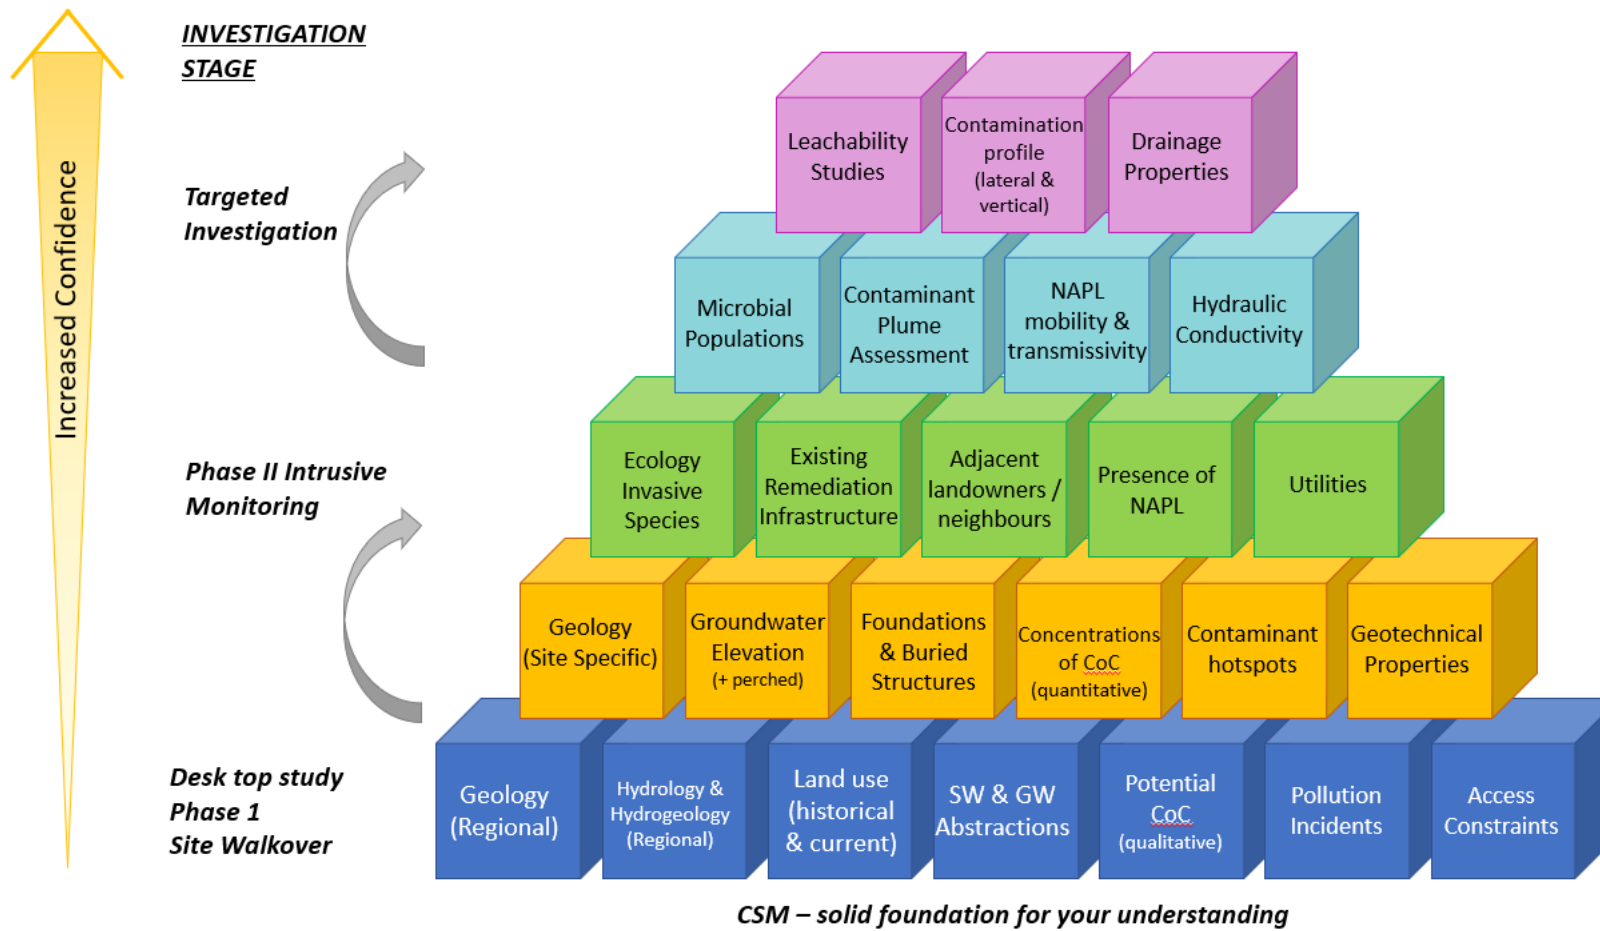 INVESTIGATION
STAGE
Increased Confidence
Targeted
Investigation
Phase II Intrusive
Monitoring
Desk top study
Phase 1
Site Walkover
Leachability
Studies
Contamination
profile
(lateral &
vertical)
Drainage
Properties
Microbial
Populations
Contaminant
Plume
Assessment
NAPL
mobility &
transmissivity
Hydraulic
Conductivity
Ecology
Invasive
Species
Existing
Remediation
Infrastructure
Adjacent
landowners /
neighbours
Presence of
NAPL
Utilities
Geology
(Site Specific)
Groundwater
Elevation
(+ perched)
Foundations
& Buried
Structures
Concentrations
of CoC
(quantitative)
Contaminant
hotspots
Geotechnical
Properties
Geology
(Regional)
Hydrology &
Hydrogeology
(Regional)
Land use
(historical
& current)
SW & GW
Abstractions
Potential
CoC
(qualitative)
Pollution
Incidents
Access
Constraints
CSM – solid foundation for your understanding